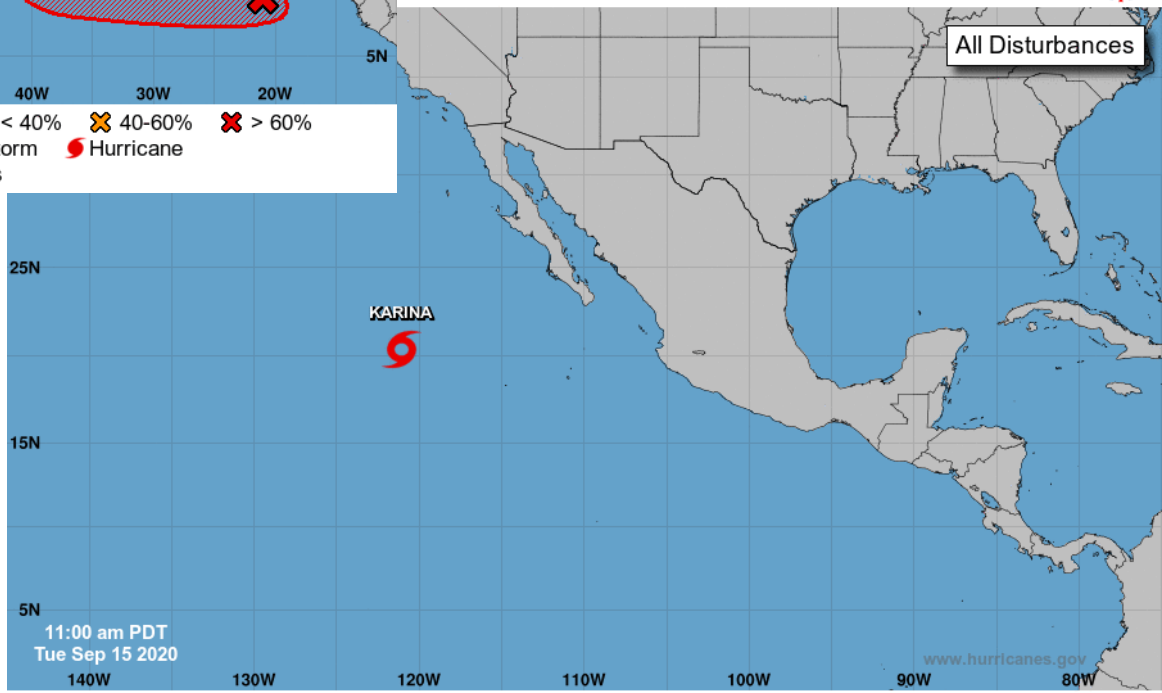 All Disturbances
5N
40W 30W 20W
< 40% 40-60% > 60%
orm Hurricane
s
25N
KARINA
15N
5N
11:00 am PDT
Tue Sep 15 2020
www.hurricanes.gov
140W 130W 120W 110W 100W 90W 80W